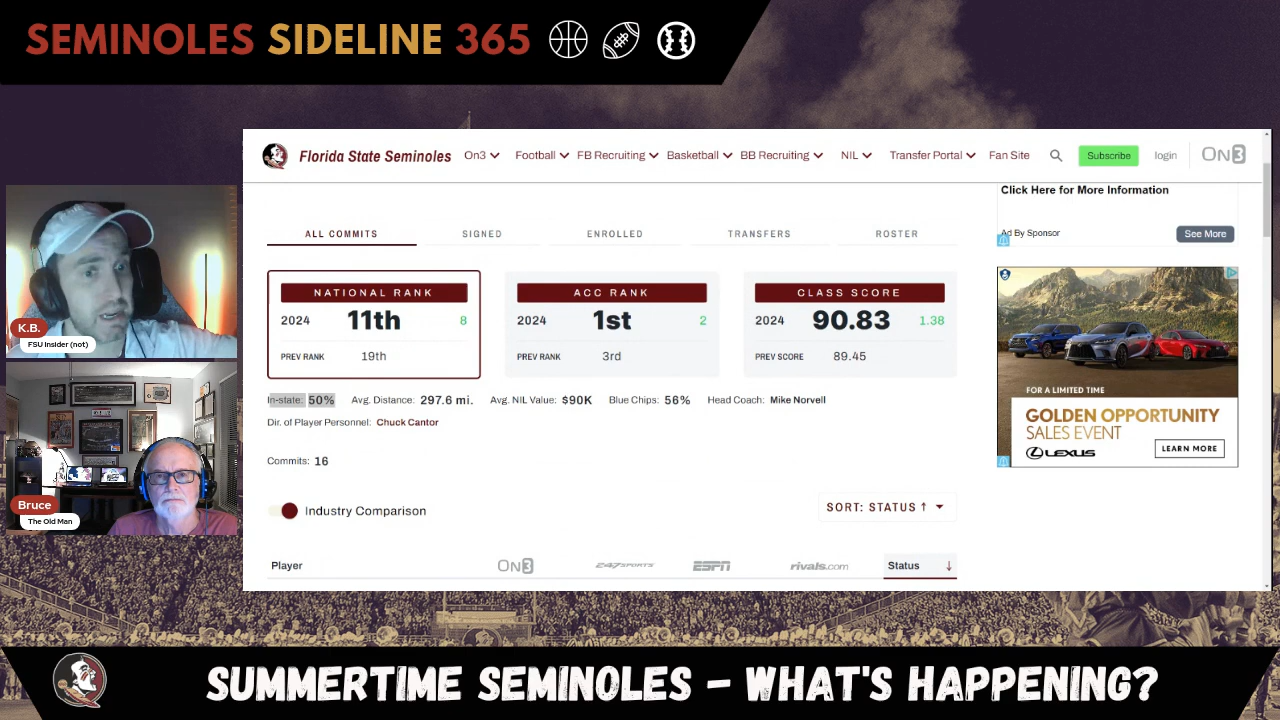 SEMINOLES SIDELINE 365
Florida State Seminoles
On3 Football FB Recruiting Basketball BB Recruiting NIL Transfer Portal Fan Site Subscribe login ON3
Click Here for More Information
Ad By Sponsor See More
ALL COMMITS SIGNED ENROLLED TRANSFERS ROSTER
NATIONAL RANK
2024 11th 8
PREV RANK 19th
ACC RANK
2024 1st 2
PREV RANK 3rd
CLASS SCORE
2024 90.83 1.38
PREV SCORE 89.45
In-state: 50% Avg. Distance: 297.6 mi. Avg. NIL Value: $90K Blue Chips: 56% Head Coach: Mike Norvell
Dir. of Player Personnel: Chuck Cantor
Commits: 16
Industry Comparison
SORT: STATUS ↑
Player ON3 247SPORTS ESPN rivals.com Status ↓
FOR A LIMITED TIME
GOLDEN OPPORTUNITY
SALES EVENT
LEXUS
LEARN MORE
K.B.
FSU Insider (not)
Bruce
The Old Man
SUMMERTIME SEMINOLES - WHAT'S HAPPENING?